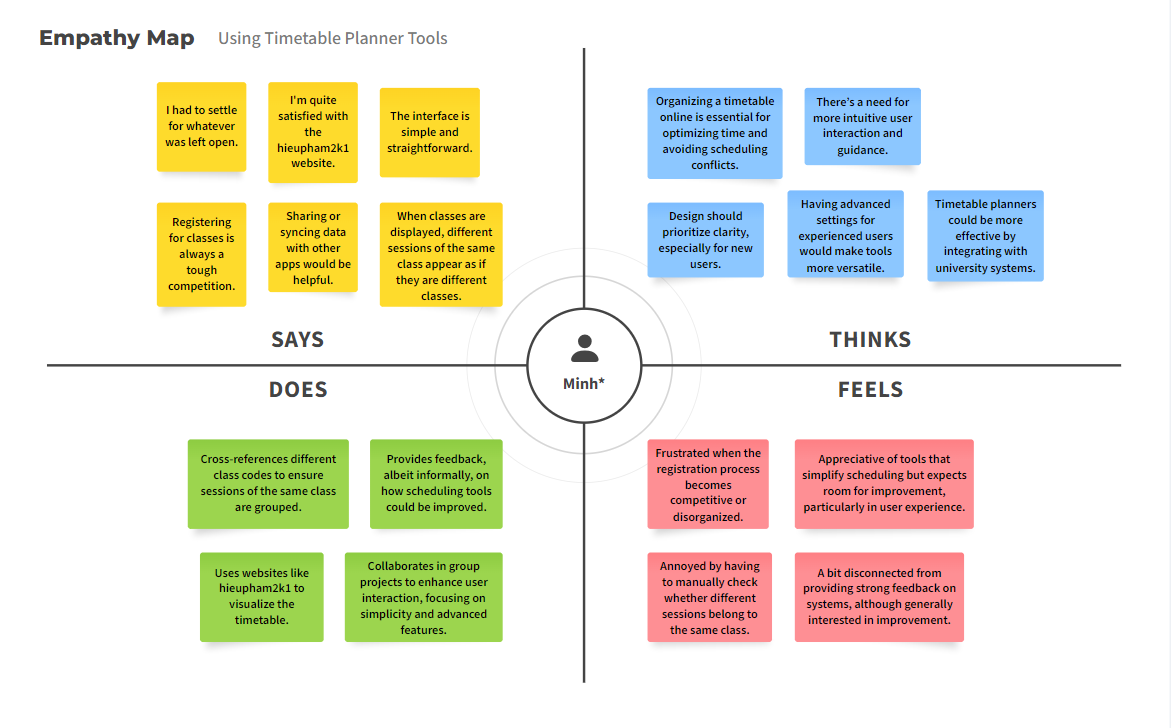 Empathy Map
Using Timetable Planner Tools
I had to settle
for whatever
was left open.
I'm quite
satisfied with
the
hieupham2k1
website.
The interface is
simple and
straightforward.
Registering
for classes is
always a
tough
competition.
Sharing or
syncing data
with other
apps would be
helpful.
When classes are
displayed, different
sessions of the same
class appear as if
they are different
classes.
SAYS
Organizing a timetable
online is essential for
optimizing time and
avoiding scheduling
conflicts.
There's a need for
more intuitive user
interaction and
guidance.
Design should
prioritize clarity,
especially for new
users.
Having advanced
settings for
experienced users
would make tools
more versatile.
Timetable planners
could be more
effective by
integrating with
university systems.
THINKS
Minh*
DOES
Cross-references different
class codes to ensure
sessions of the same class
are grouped.
Provides feedback,
albeit informally, on
how scheduling tools
could be improved.
Uses websites like
hieupham2k1 to
visualize the
timetable.
Collaborates in group
projects to enhance user
interaction, focusing on
simplicity and advanced
features.
FEELS
Frustrated when the
registration process
becomes
competitive or
disorganized.
Appreciative of tools that
simplify scheduling but expects
room for improvement,
particularly in user experience.
Annoyed by having
to manually check
whether different
sessions belong to
the same class.
A bit disconnected from
providing strong feedback on
systems, although generally
interested in improvement.